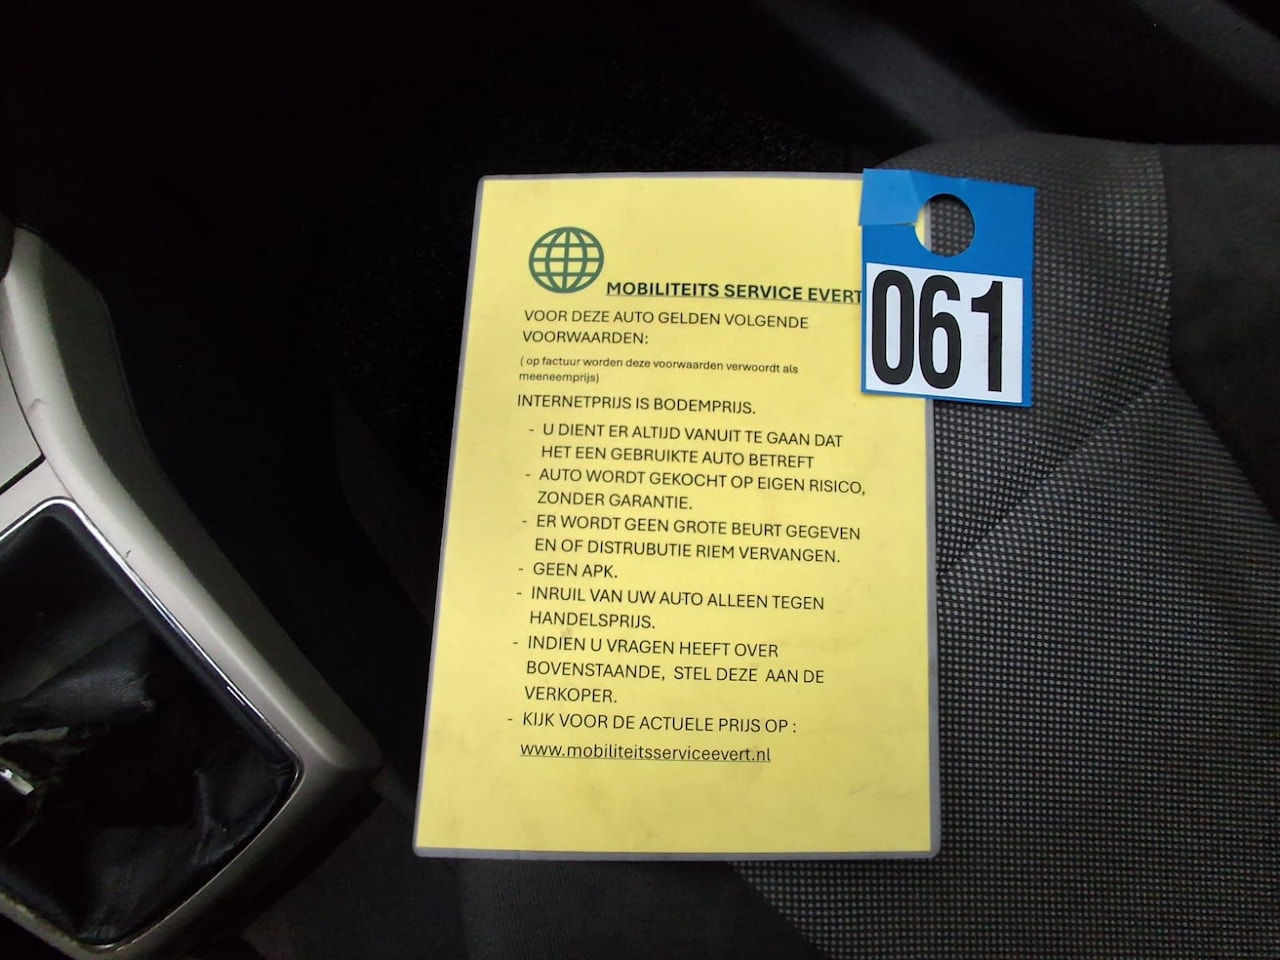 MOBILITEITS SERVICE EVERT
061
VOOR DEZE AUTO GELDEN VOLGENDE
VOORWAARDEN:
( op factuur worden deze voorwaarden verwoordt als
meeneemprijs)
INTERNETPRIJS IS BODEMPRIJS.
- U DIENT ER ALTIJD VANUIT TE GAAN DAT
HET EEN GEBRUIKTE AUTO BETREFT
- AUTO WORDT GEKOCHT OP EIGEN RISICO,
ZONDER GARANTIE.
- ER WORDT GEEN GROTE BEURT GEGEVEN
EN OF DISTRUBUTIE RIEM VERVANGEN.
- GEEN APK.
- INRUIL VAN UW AUTO ALLEEN TEGEN
HANDELSPRIJS.
- INDIEN U VRAGEN HEEFT OVER
BOVENSTAANDE, STEL DEZE AAN DE
VERKOPER.
- KIJK VOOR DE ACTUELE PRIJS OP :
www.mobiliteitsserviceevert.nl